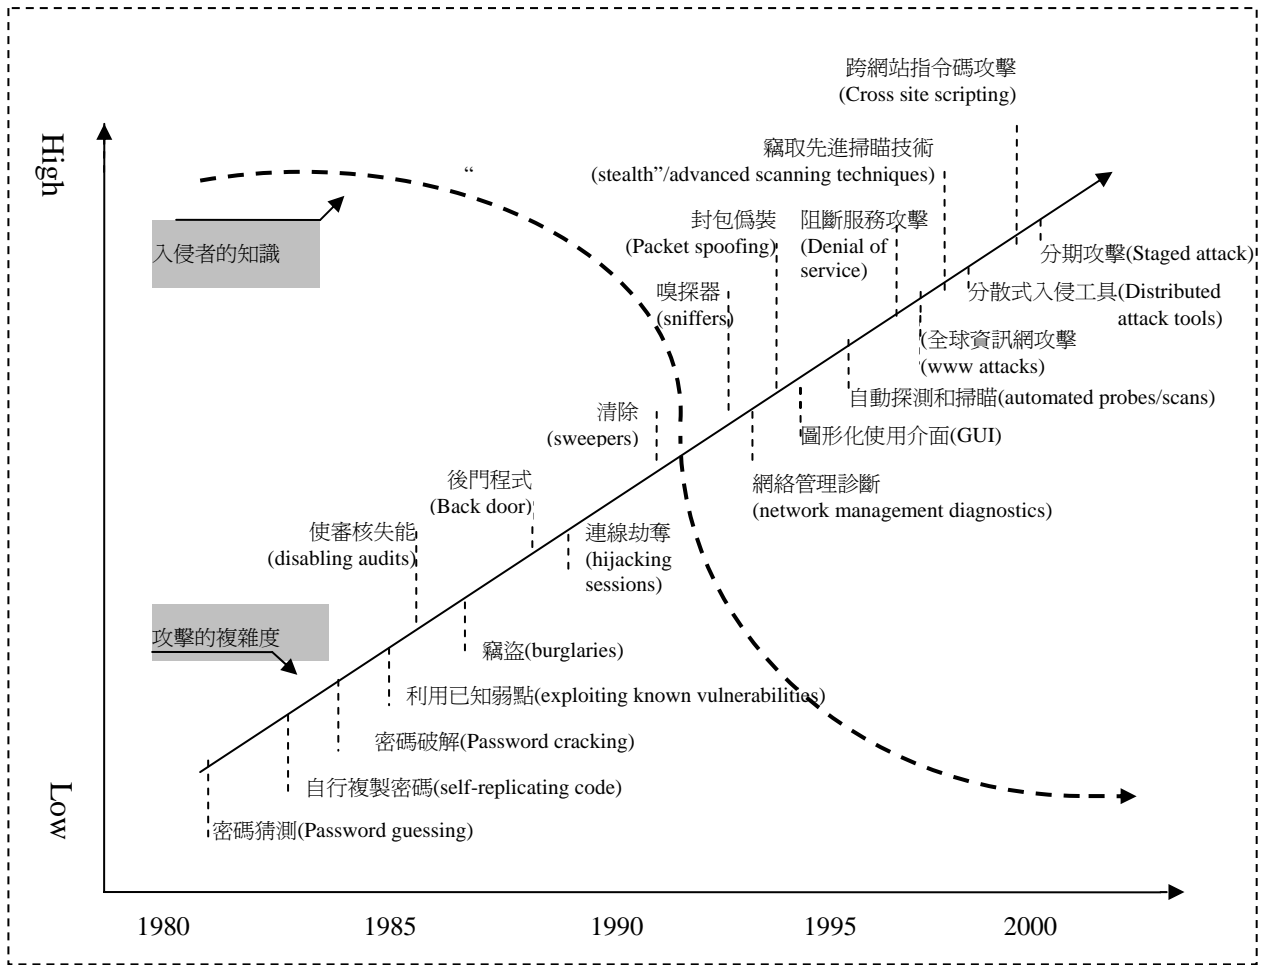 跨網站指令碼攻擊
(Cross site scripting)
High
竊取先進掃瞄技術
“
(stealth”/advanced scanning techniques)
封包僞裝
(Packet spoofing)
阻斷服務攻擊
(Denial of
service)
入侵者的知識
分期攻擊(Staged attack)
嗅探器
(sniffers)
分散式入侵工具(Distributed
attack tools)
(全球資訊網攻擊
(www attacks)
自動探測和掃瞄(automated probes/scans)
清除
(sweepers)
圖形化使用介面(GUI)
後門程式
(Back door)
網絡管理診斷
(network management diagnostics)
使審核失能
(disabling audits)
連線劫奪
(hijacking
sessions)
攻擊的複雜度
竊盜(burglaries)
利用已知弱點(exploiting known vulnerabilities)
密碼破解(Password cracking)
自行複製密碼(self-replicating code)
Low
密碼猜測(Password guessing)
1980 1985 1990 1995 2000